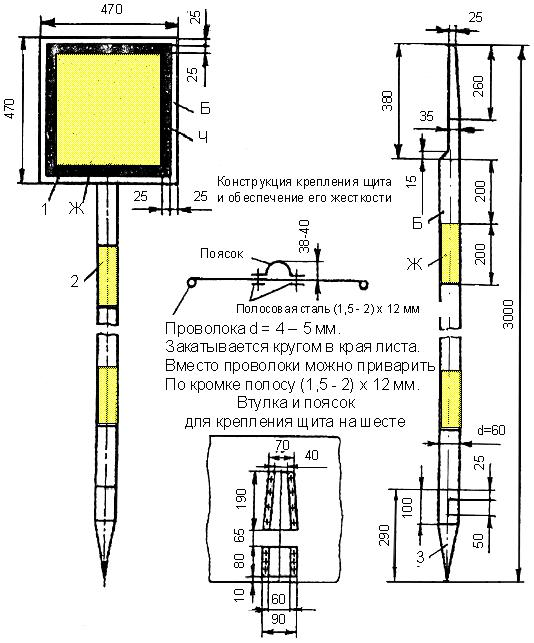 470
25
25
25
470
Б
Ч
380
260
35
Конструкция крепления щита
и обеспечение его жесткости
1
Ж
25
25
15
200
Б
38-40
Поясок
2
Ж
200
Полосовая сталь (1,5 - 2) х 12 мм
3000
Проволока d = 4 – 5 мм.
Закатывается кругом в края листа.
Вместо проволоки можно приварить
По кромке полосу (1,5 - 2) х 12 мм.
Втулка и поясок
для крепления щита на шесте
d=60
70
40
25
190
100
65
290
50
80
3
10
60
90